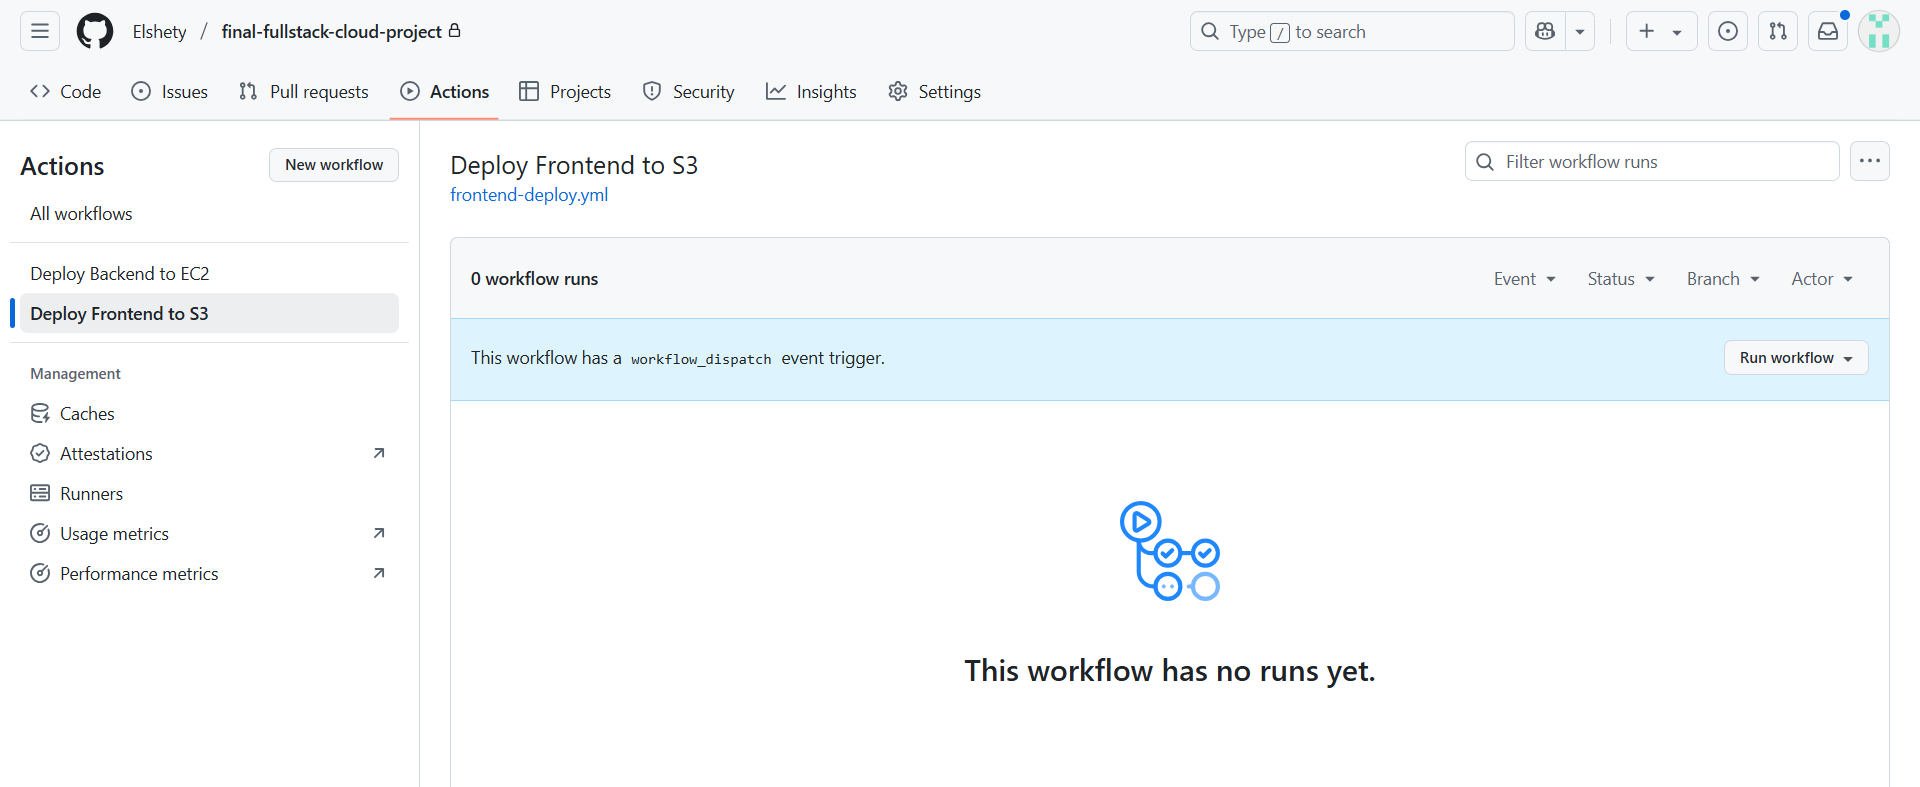 Elshety / final-fullstack-cloud-project
Type / to search
Code
Issues
Pull requests
Actions
Projects
Security
Insights
Settings
Actions
New workflow
All workflows
Deploy Backend to EC2
Deploy Frontend to S3
Management
Caches
Attestations
Runners
Usage metrics
Performance metrics
Deploy Frontend to S3
frontend-deploy.yml
Filter workflow runs
0 workflow runs
Event
Status
Branch
Actor
This workflow has a workflow_dispatch event trigger.
Run workflow
This workflow has no runs yet.